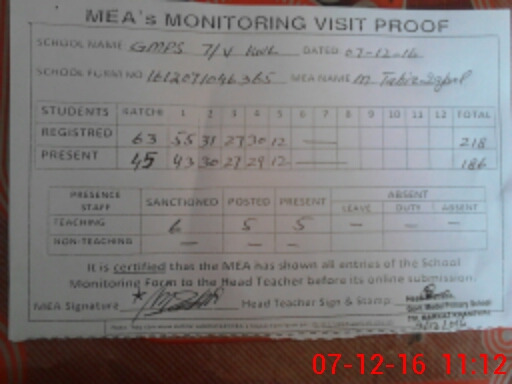 MEA's MONITORING VISIT PROOF
SCHOOL NAME GMPS 7/V DATED 07-12-16
SCHOOL FORM NO MEA NAME M.
STUDENTS KATCHI 1 2 3 4 5 6 7 8 9 10 11 12 TOTAL
REGISTRED 63 55 31 27 30 12 — 218
PRESENT 45 43 30 27 29 12 — 186
PRESENCE STAFF SANCTIONED POSTED PRESENT ABSENT
LEAVE DUTY ABSENT
TEACHING 6 5 5 — — —
NON-TEACHING — — —
It is certified that the MEA has shown all entries of the School
Monitoring Form to the Head Teacher before its online submission.
MEA Signature Head Teacher Sign & Stamp
Govt. Model Primary School
07-12-16 11:12